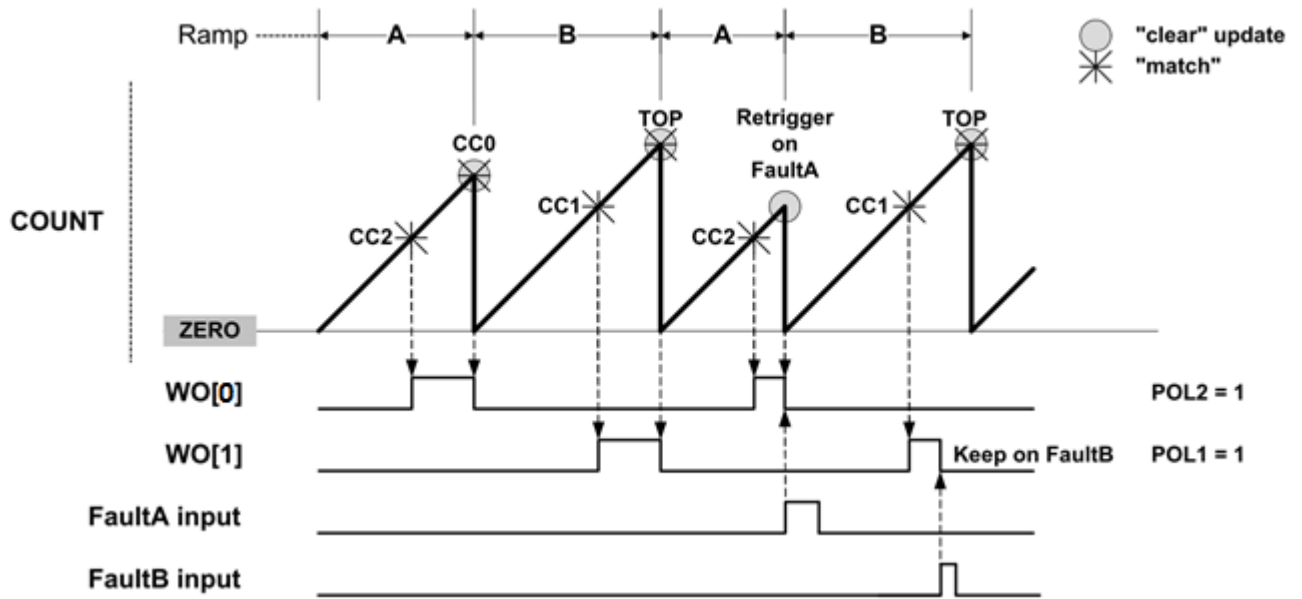 Ramp A B A B "clear" update
"match"
CC0 TOP Retrigger TOP
on
FaultA
CC1 CC1
COUNT
CC2 CC2
ZERO
WO[0] POL2 = 1
WO[1] Keep on FaultB POL1 = 1
FaultA input
FaultB input